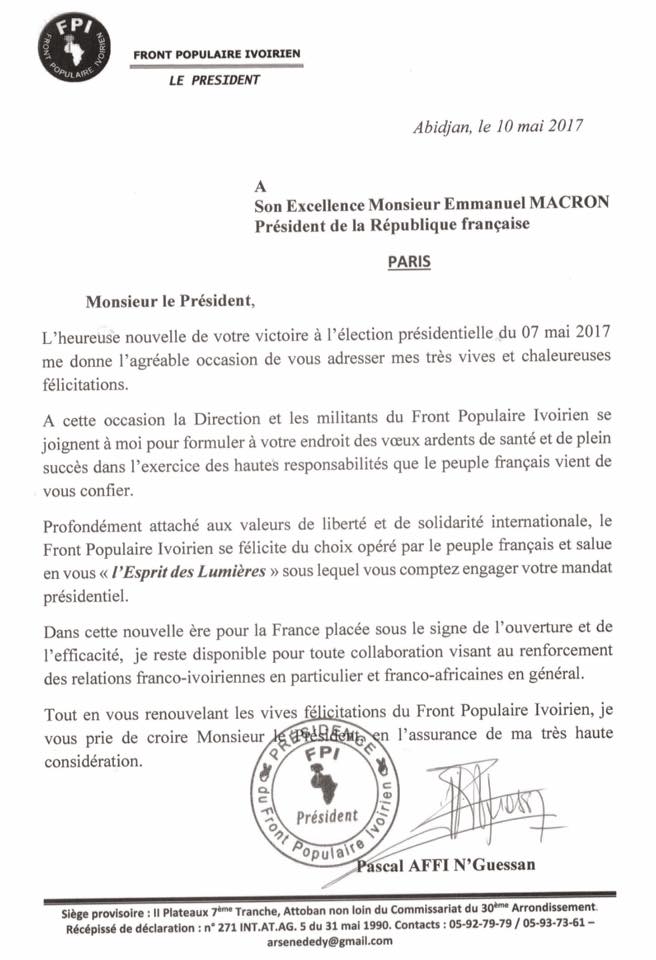 FPI
FRONT POPULAIRE IVOIRIEN
FRONT POPULAIRE IVOIRIEN
LE PRESIDENT
Abidjan, le 10 mai 2017
A
Son Excellence Monsieur Emmanuel MACRON
Président de la République française
PARIS
Monsieur le Président,
L’heureuse nouvelle de votre victoire à l’élection présidentielle du 07 mai 2017
me donne l’agréable occasion de vous adresser mes très vives et chaleureuses
félicitations.
A cette occasion la Direction et les militants du Front Populaire Ivoirien se
joignent à moi pour formuler à votre endroit des vœux ardents de santé et de plein
succès dans l’exercice des hautes responsabilités que le peuple français vient de
vous confier.
Profondément attaché aux valeurs de liberté et de solidarité internationale, le
Front Populaire Ivoirien se félicite du choix opéré par le peuple français et salue
en vous « l’Esprit des Lumières » sous lequel vous comptez engager votre mandat
présidentiel.
Dans cette nouvelle ère pour la France placée sous le signe de l’ouverture et de
l’efficacité, je reste disponible pour toute collaboration visant au renforcement
des relations franco-ivoiriennes en particulier et franco-africaines en général.
Tout en vous renouvelant les vives félicitations du Front Populaire Ivoirien, je
vous prie de croire Monsieur le Président, en l’assurance de ma très haute
considération.
PRÉSIDENCE
FPI
Président
du Front Populaire Ivoirien
Pascal AFFI N’Guessan
Siège provisoire : II Plateaux 7ème Tranche, Attoban non loin du Commissariat du 30ème Arrondissement.
Récépissé de déclaration : n° 271 INT.AT.AG. 5 du 31 mai 1990. Contacts : 05-92-79-79 / 05-93-73-61 –
arsenededy@gmail.com